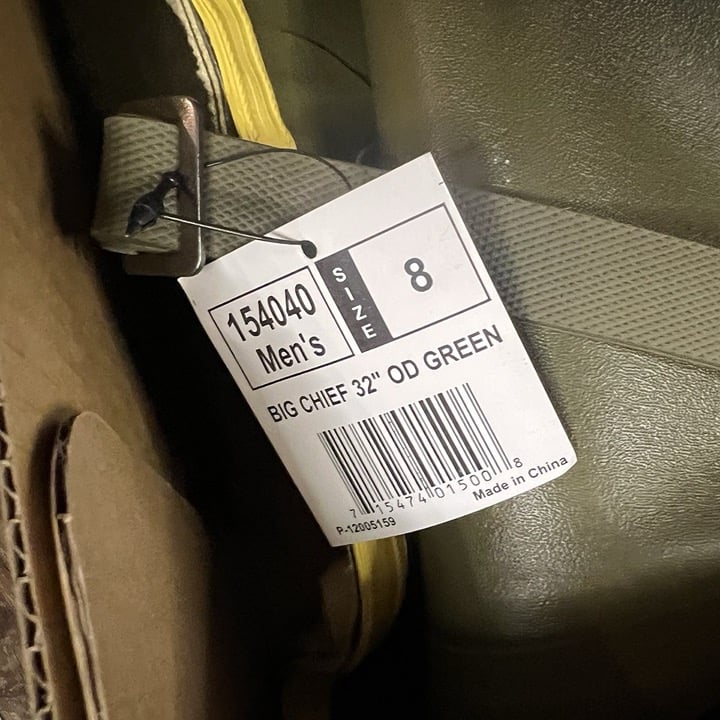 154040
Men's
SIZE
8
BIG CHIEF 32" OD GREEN
7 15474 01500 8
P-12005159
Made in China